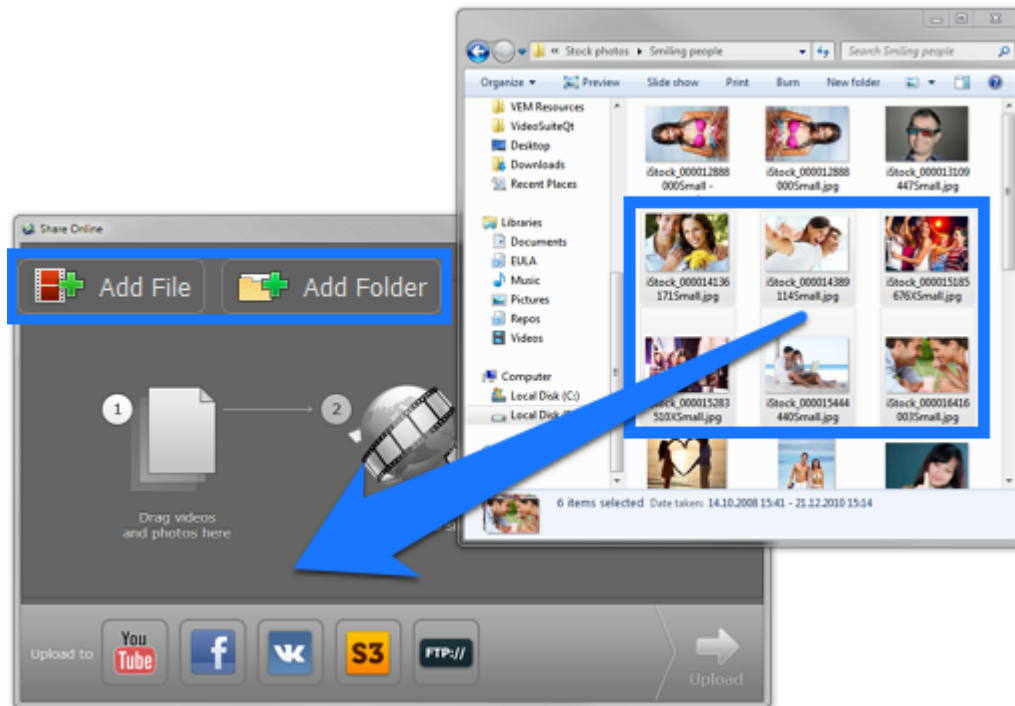 « Stock photos ▸ Smiling people
Search Smiling people
Organize
Preview
Slide show
Print
Burn
New folder
VEM Resources
VideoSuiteQt
Desktop
Downloads
Recent Places
Libraries
Documents
EULA
Music
Pictures
Repos
Videos
Computer
Local Disk (C:)
Local Disk
iStock_000012888
000Small -
iStock_000012888
000Small.jpg
iStock_000013109
447Small.jpg
iStock_000014136
171Small.jpg
iStock_000014389
114Small.jpg
iStock_000015185
676XSmall.jpg
iStock_000015283
510XSmall.jpg
iStock_000015444
440Small.jpg
iStock_000016416
003Small.jpg
6 items selected Date taken: 14.10.2008 15:41 - 21.12.2010 15:14
Share Online
Add File
Add Folder
1
2
Drag videos
and photos here
Upload to
You
Tube
f
S3
FTP://
Upload